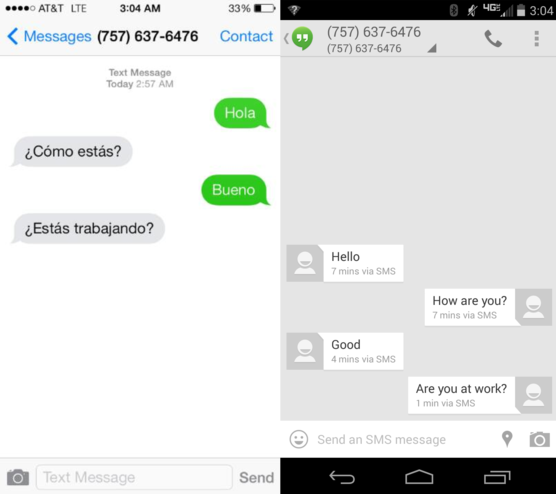 AT&T LTE 3:04 AM 33%
Messages (757) 637-6476 Contact
Text Message
Today 2:57 AM
Hola
¿Cómo estás?
Bueno
¿Estás trabajando?
Text Message Send
4G 3:04
(757) 637-6476
(757) 637-6476
Hello
7 mins via SMS
How are you?
7 mins via SMS
Good
4 mins via SMS
Are you at work?
1 min via SMS
Send an SMS message